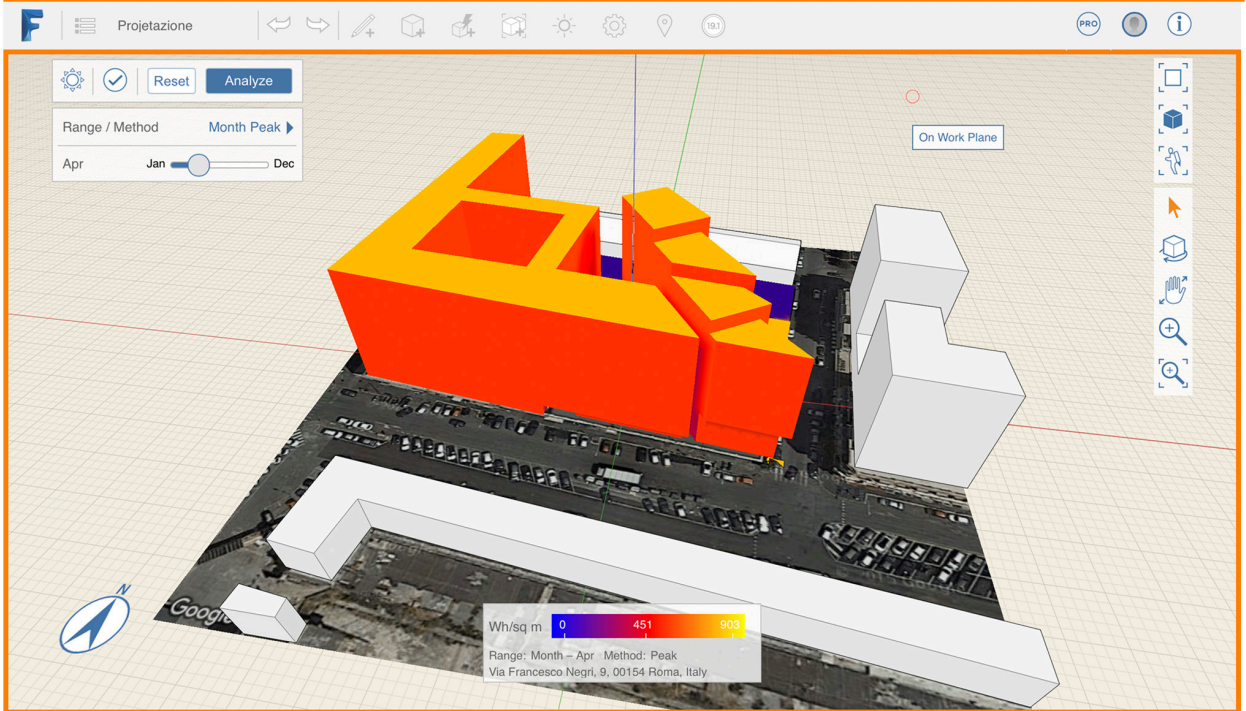 Projetazione
19.1
PRO
Reset
Analyze
Range / Method
Month Peak
Apr
Jan
Dec
On Work Plane
N
Google
Wh/sq m
0
451
903
Range: Month – Apr Method: Peak
Via Francesco Negri, 9, 00154 Roma, Italy